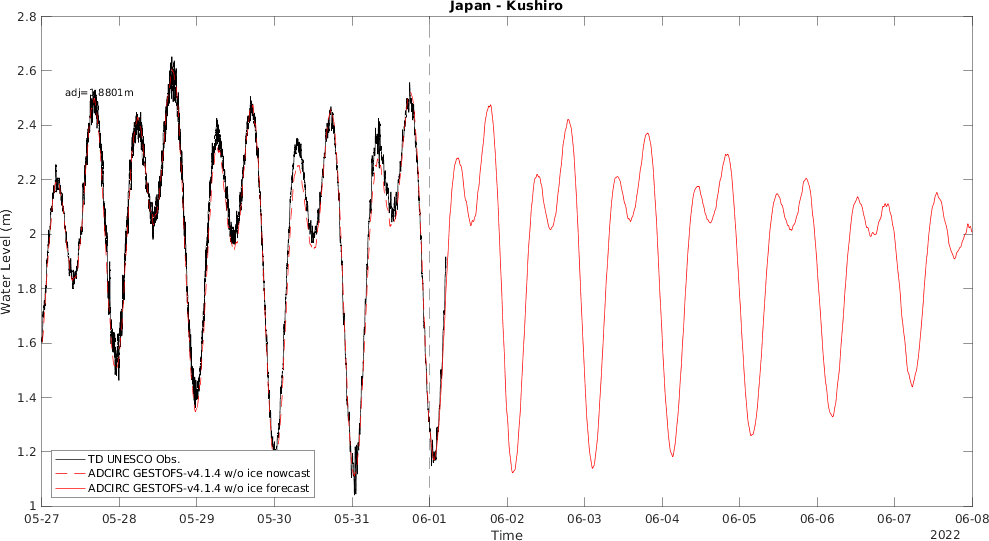 Japan - Kushiro
2.8
2.6
2.4
2.2
2
1.8
1.6
1.4
1.2
1
Water Level (m)
adj=1.8801m
TD UNESCO Obs.
ADCIRC GESTOFS-v4.1.4 w/o ice nowcast
ADCIRC GESTOFS-v4.1.4 w/o ice forecast
05-27 05-28 05-29 05-30 05-31 06-01 06-02 06-03 06-04 06-05 06-06 06-07 06-08
Time
2022